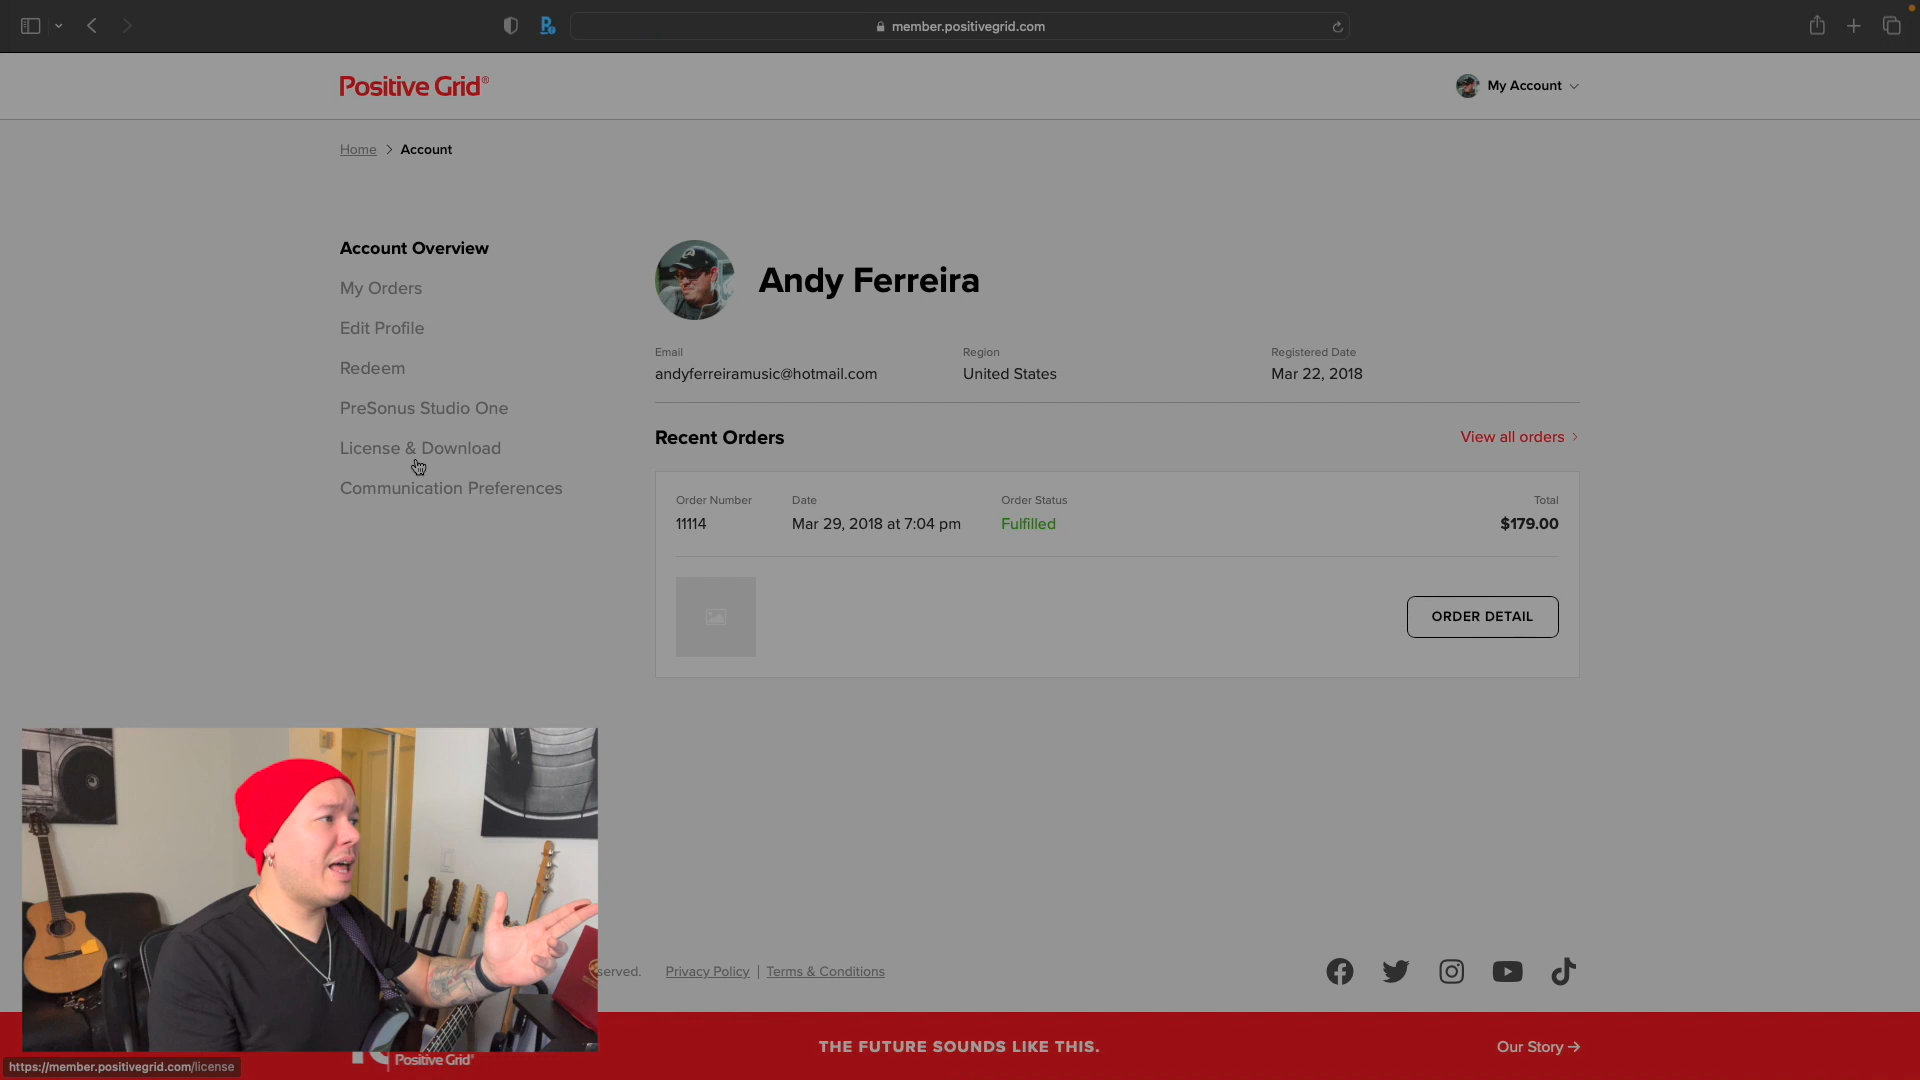 member.positivegrid.com
Positive Grid®
My Account
Home > Account
Account Overview
My Orders
Edit Profile
Redeem
PreSonus Studio One
License & Download
Communication Preferences
Andy Ferreira
Email
andyferreiramusic@hotmail.com
Region
United States
Registered Date
Mar 22, 2018
Recent Orders
View all orders >
Order Number
11114
Date
Mar 29, 2018 at 7:04 pm
Order Status
Fulfilled
Total
$179.00
ORDER DETAIL
served.
Privacy Policy | Terms & Conditions
Positive Grid®
THE FUTURE SOUNDS LIKE THIS.
Our Story →
https://member.positivegrid.com/license